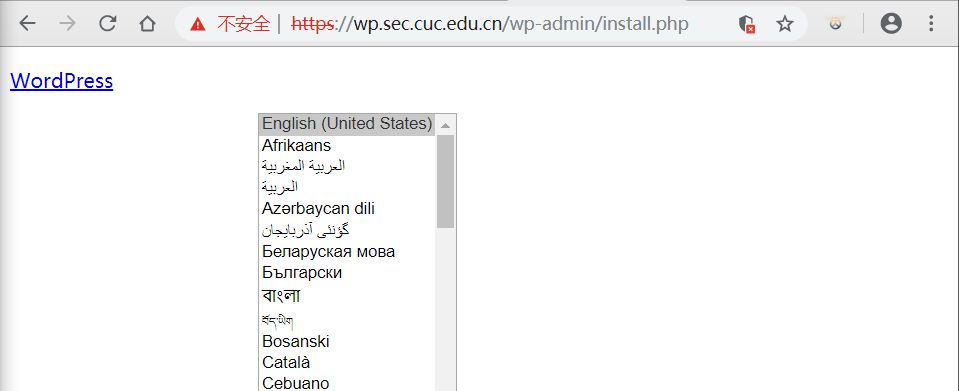 不安全 | https://wp.sec.cuc.edu.cn/wp-admin/install.php
WordPress
English (United States)
Afrikaans
العربية المغربية
العربية
Azərbaycan dili
گؤنئی آذربایجان
Беларуская мова
Български
বাংলা
བོད་ཡིག
Bosanski
Català
Cebuano